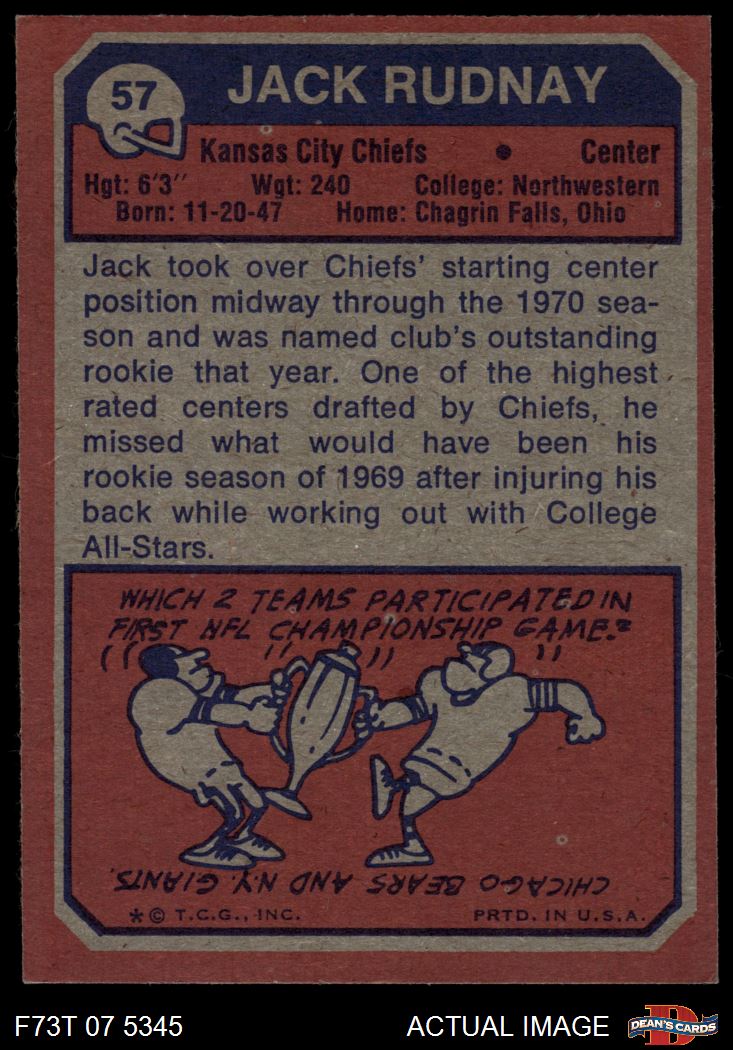 57
JACK RUDNAY
Kansas City Chiefs • Center
Hgt: 6'3" Wgt: 240 College: Northwestern
Born: 11-20-47 Home: Chagrin Falls, Ohio
Jack took over Chiefs' starting center
position midway through the 1970 sea-
son and was named club's outstanding
rookie that year. One of the highest
rated centers drafted by Chiefs, he
missed what would have been his
rookie season of 1969 after injuring his
back while working out with College
All-Stars.
WHICH 2 TEAMS PARTICIPATED IN
FIRST NFL CHAMPIONSHIP GAME?
CHICAGO BEARS AND N.Y. GIANTS.
*© T.C.G., INC. PRTD. IN U.S.A.
F73T 07 5345 ACTUAL IMAGE D DEAN'S CARDS